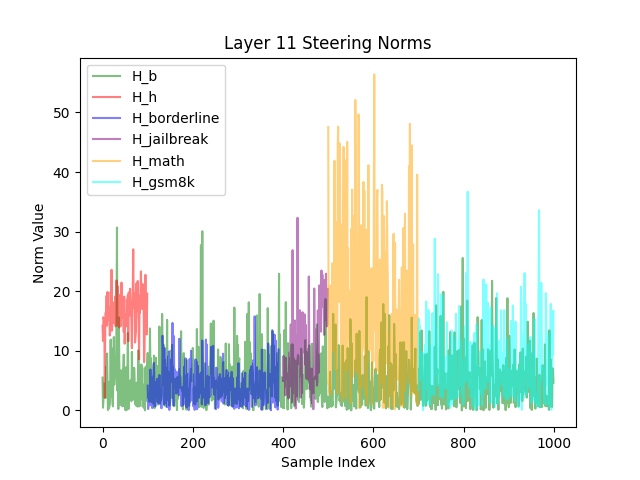 Layer 11 Steering Norms
H_b
H_h
H_borderline
H_jailbreak
H_math
H_gsm8k
Norm Value
50
40
30
20
10
0
0 200 400 600 800 1000
Sample Index